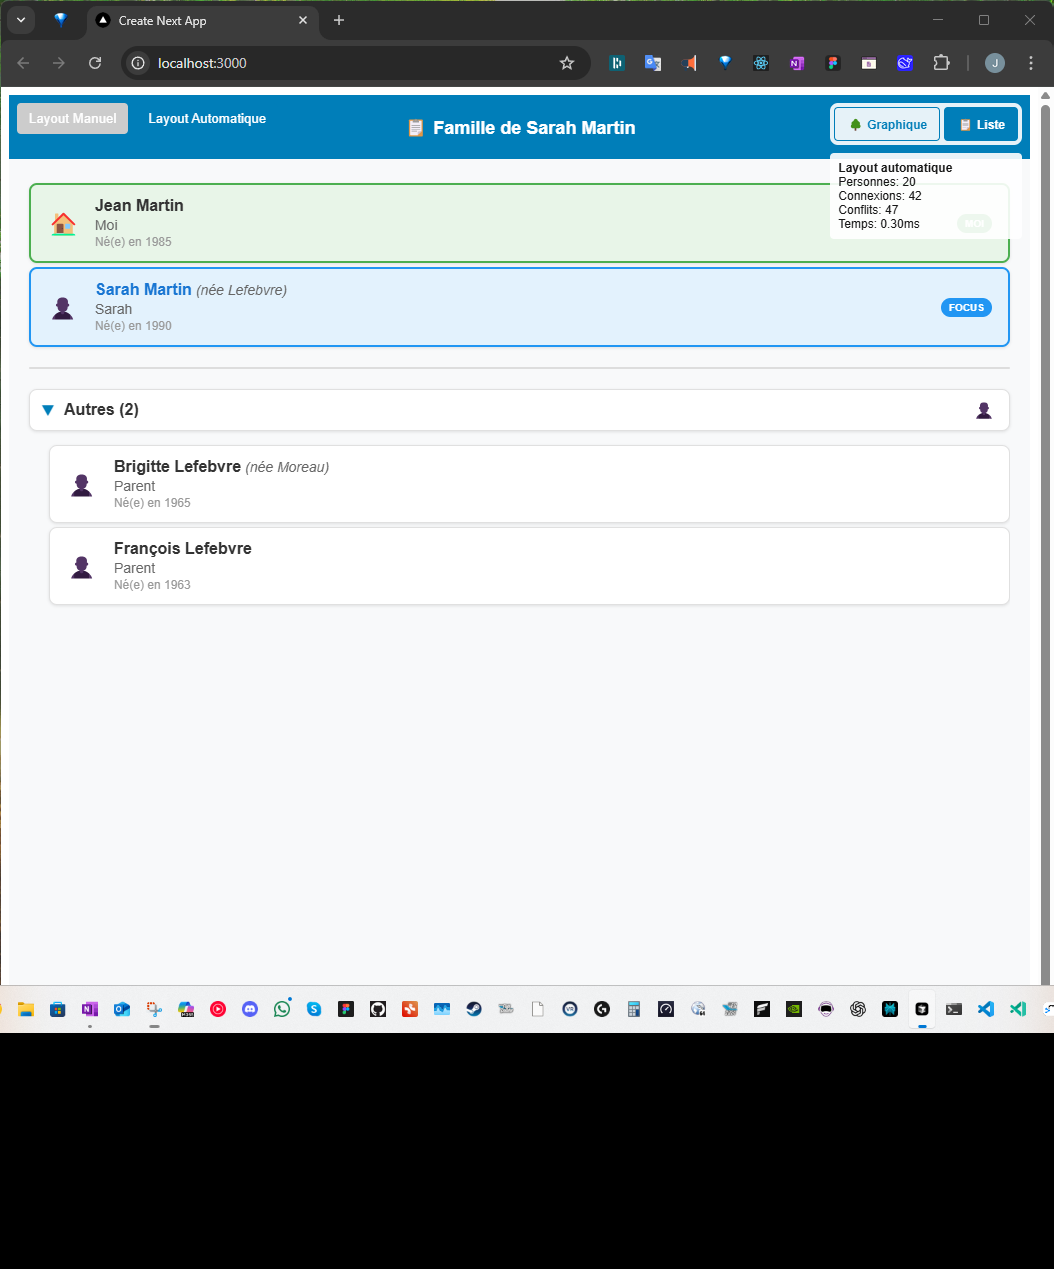 Create Next App
localhost:3000
J
Layout Manuel
Layout Automatique
📋 Famille de Sarah Martin
🌲 Graphique
📋 Liste
Layout automatique
Personnes: 20
Connexions: 42
Conflits: 47
Temps: 0.30ms
Jean Martin
Moi
Né(e) en 1985
MOI
Sarah Martin (née Lefebvre)
Sarah
Né(e) en 1990
FOCUS
Autres (2)
Brigitte Lefebvre (née Moreau)
Parent
Né(e) en 1965
François Lefebvre
Parent
Né(e) en 1963